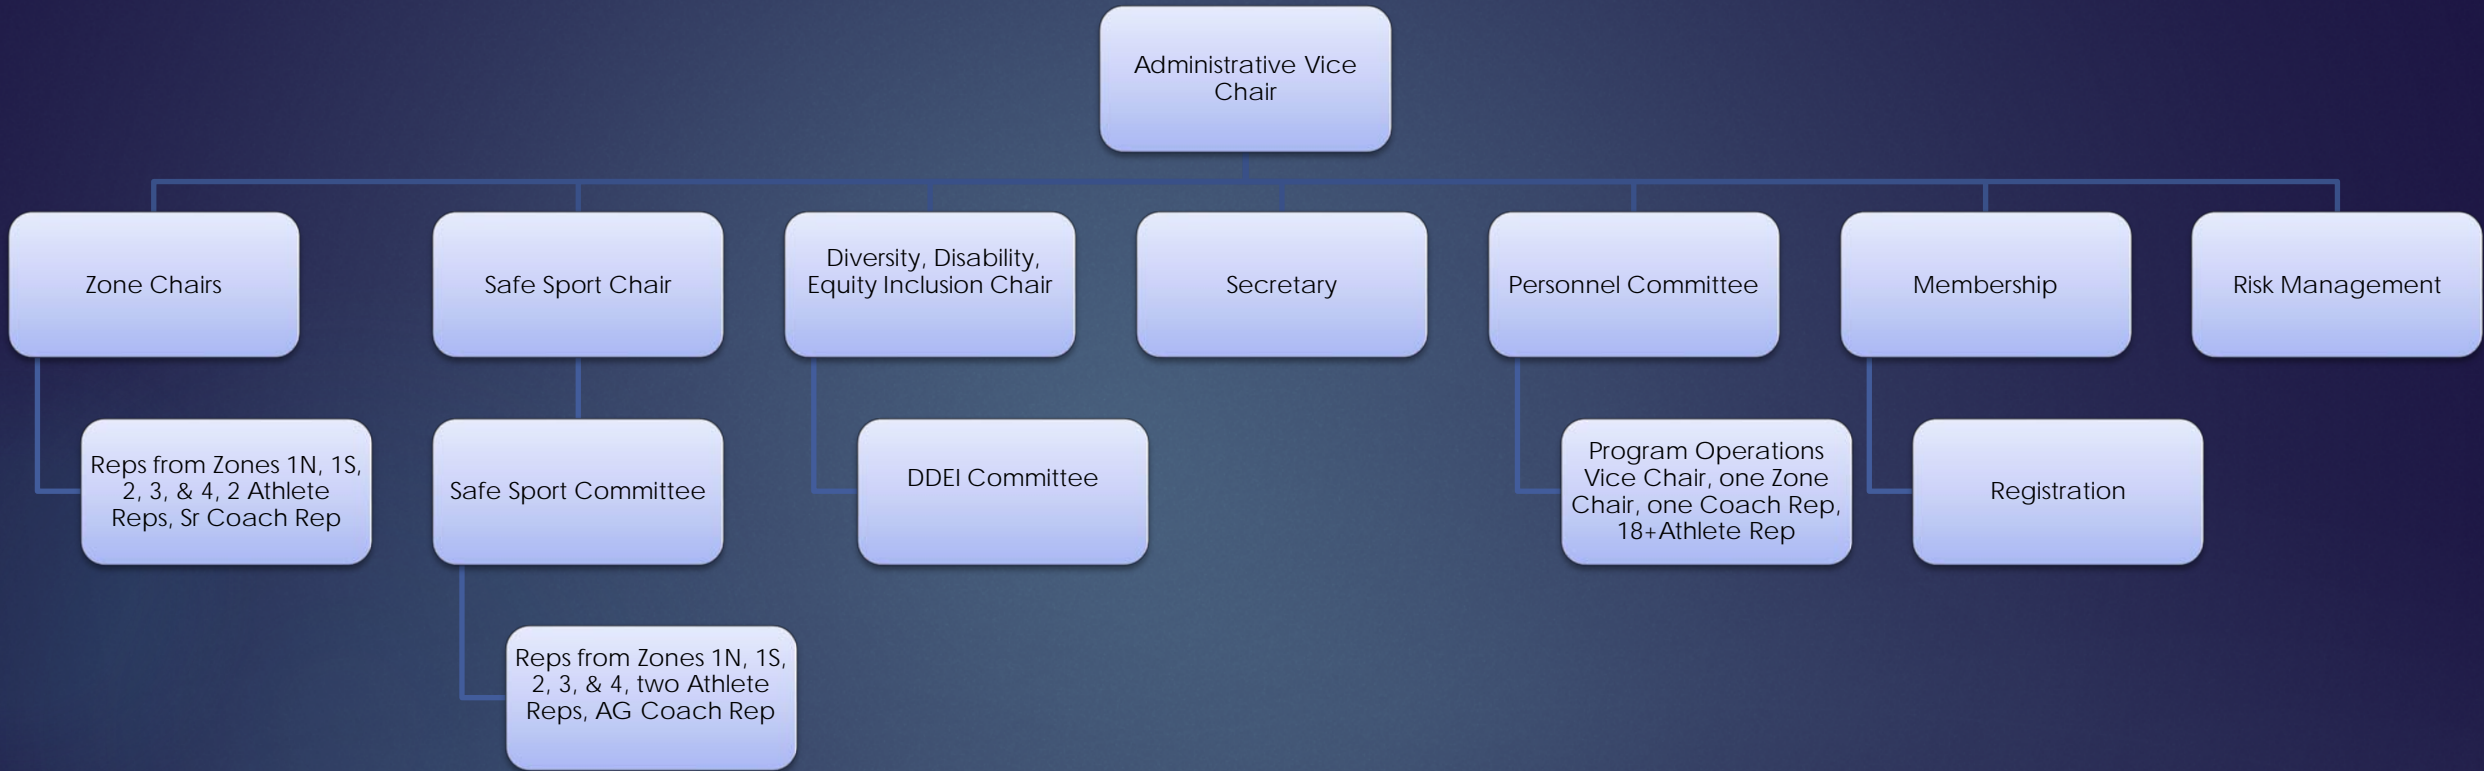 Administrative Vice
Chair
Zone Chairs
Safe Sport Chair
Diversity, Disability,
Equity Inclusion Chair
Secretary
Personnel Committee
Membership
Risk Management
Reps from Zones 1N, 1S,
2, 3, & 4, 2 Athlete
Reps, Sr Coach Rep
Safe Sport Committee
DDEI Committee
Program Operations
Vice Chair, one Zone
Chair, one Coach Rep,
18+Athlete Rep
Registration
Reps from Zones 1N, 1S,
2, 3, & 4, two Athlete
Reps, AG Coach Rep